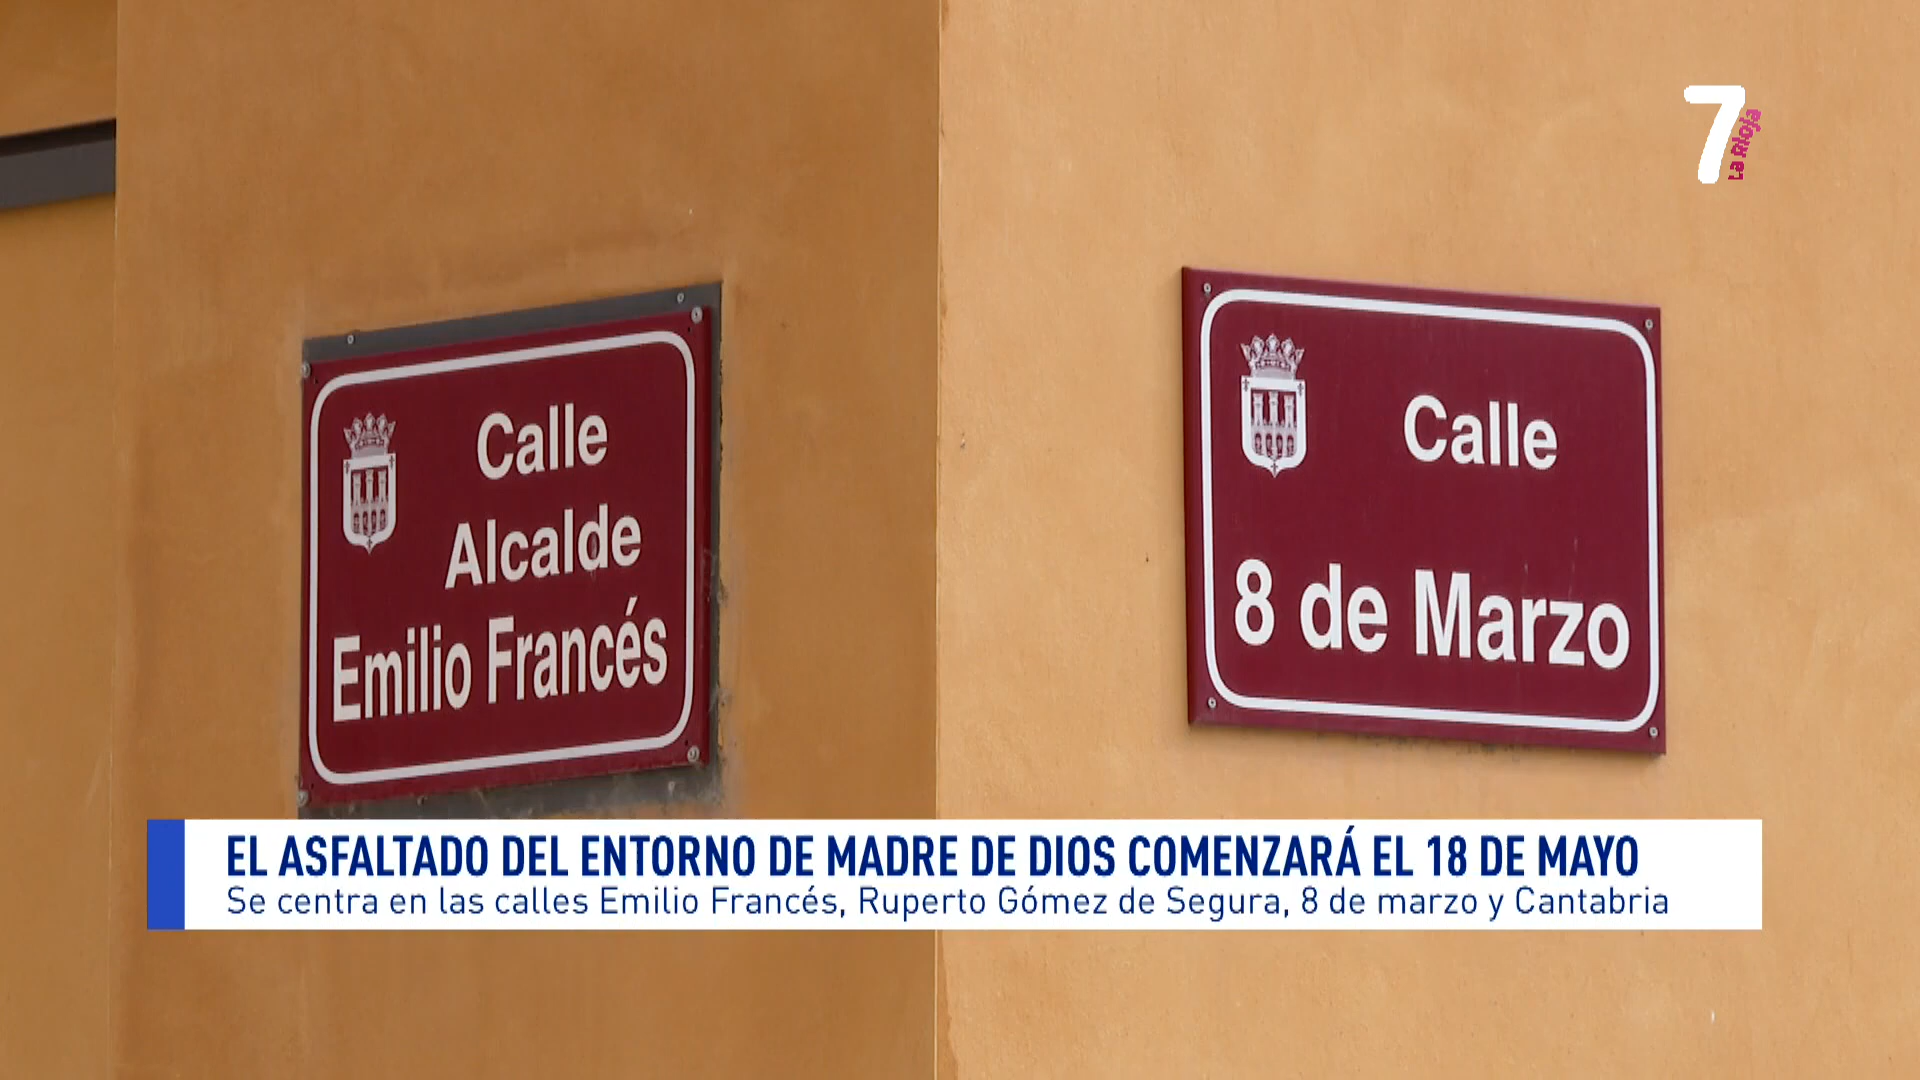 7
La Rioja
Calle
Alcalde
Emilio Francés
Calle
8 de Marzo
EL ASFALTADO DEL ENTORNO DE MADRE DE DIOS COMENZARÁ EL 18 DE MAYO
Se centra en las calles Emilio Francés, Ruperto Gómez de Segura, 8 de marzo y Cantabria